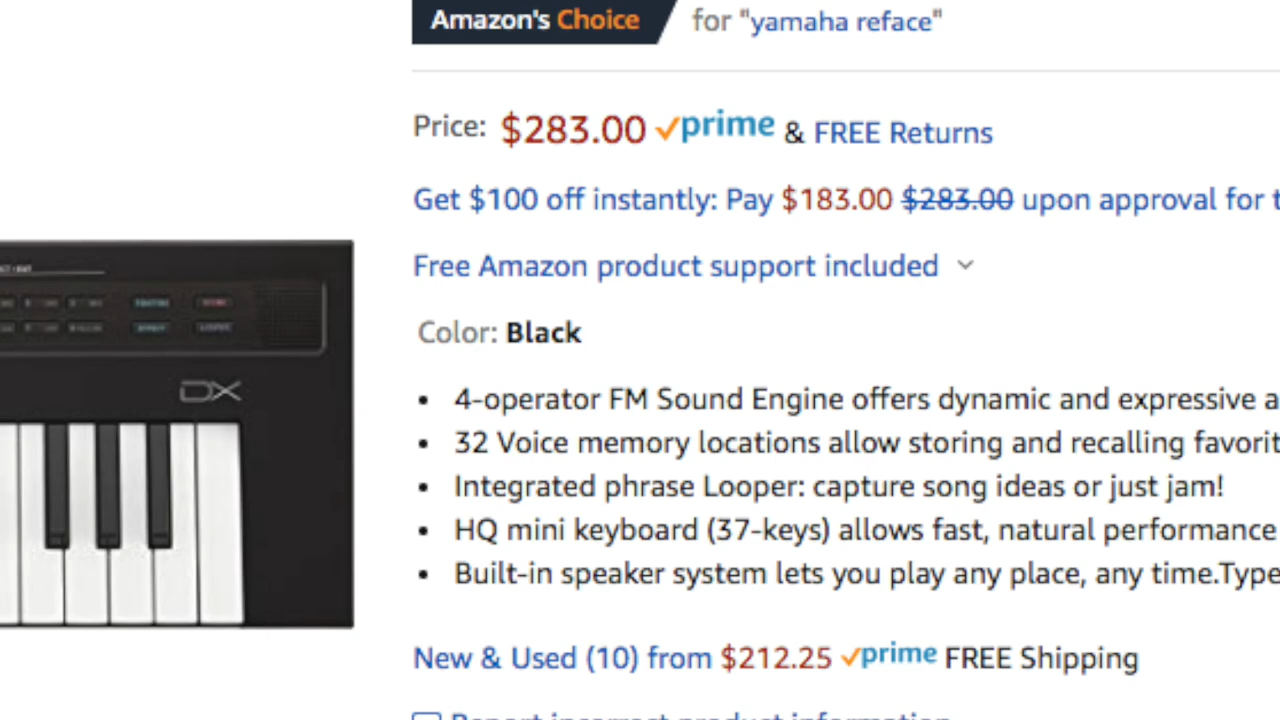 Amazon's Choice for "yamaha reface"
Price: $283.00 prime & FREE Returns
Get $100 off instantly: Pay $183.00 $283.00 upon approval for t
Free Amazon product support included
Color: Black
DX
4-operator FM Sound Engine offers dynamic and expressive a
32 Voice memory locations allow storing and recalling favorit
Integrated phrase Looper: capture song ideas or just jam!
HQ mini keyboard (37-keys) allows fast, natural performance
Built-in speaker system lets you play any place, any time.Type
New & Used (10) from $212.25 prime FREE Shipping
Report incorrect product information